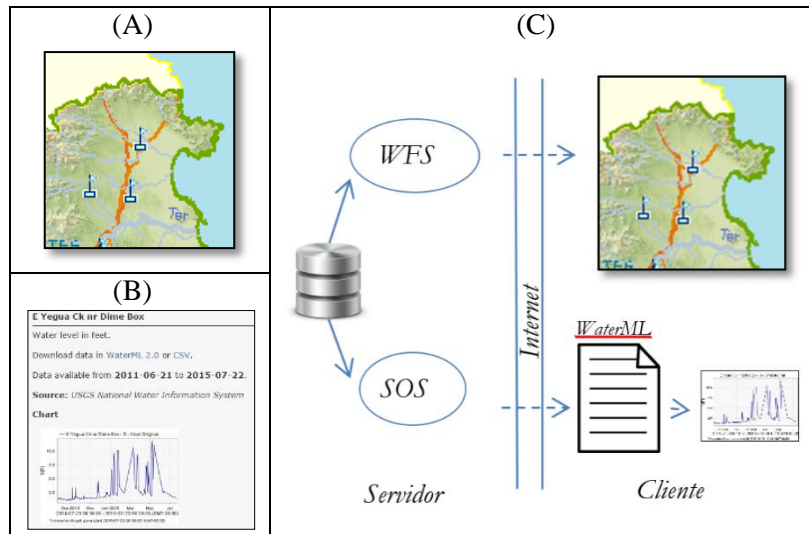 (A)
Ter
(B)
E Yegua Ck nr Dime Box
Water level in feet.
Download data in WaterML 2.0 or CSV.
Data available from 2011-06-21 to 2015-07-22.
Source: USGS National Water Information System
Chart
(C)
WFS
SOS
Internet
WaterML
Ter
Servidor
Cliente